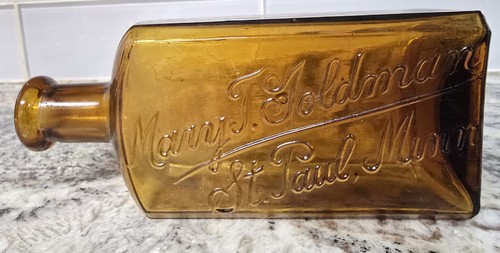 Mary T. Goldman
St. Paul, Minn